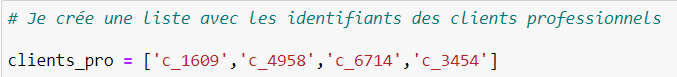 # Je crée une liste avec les identifiants des clients professionnels
clients_pro = ['c_1609','c_4958','c_6714','c_3454']